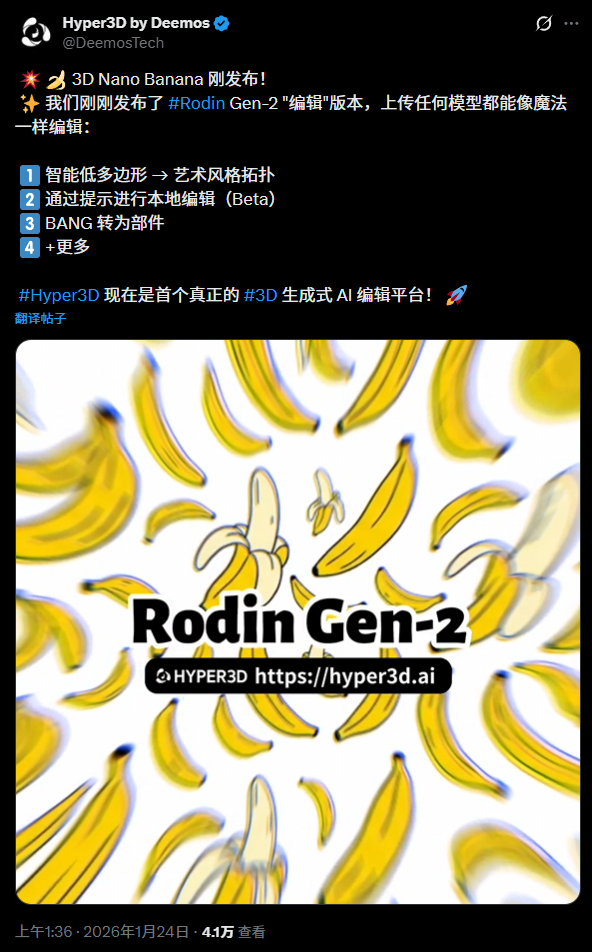 Hyper3D by Deemos
@DeemosTech
💥 🍌 3D Nano Banana 刚发布！
✨ 我们刚刚发布了 #Rodin Gen-2 "编辑"版本，上传任何模型都能像魔法
一样编辑：
1️⃣ 智能低多边形 → 艺术风格拓扑
2️⃣ 通过提示进行本地编辑（Beta）
3️⃣ BANG 转为部件
4️⃣ +更多
#Hyper3D 现在是首个真正的 #3D 生成式 AI 编辑平台！ 🚀
翻译帖子
Rodin Gen-2
HYPER3D https://hyper3d.ai
上午1:36 · 2026年1月24日 · 4.1万 查看